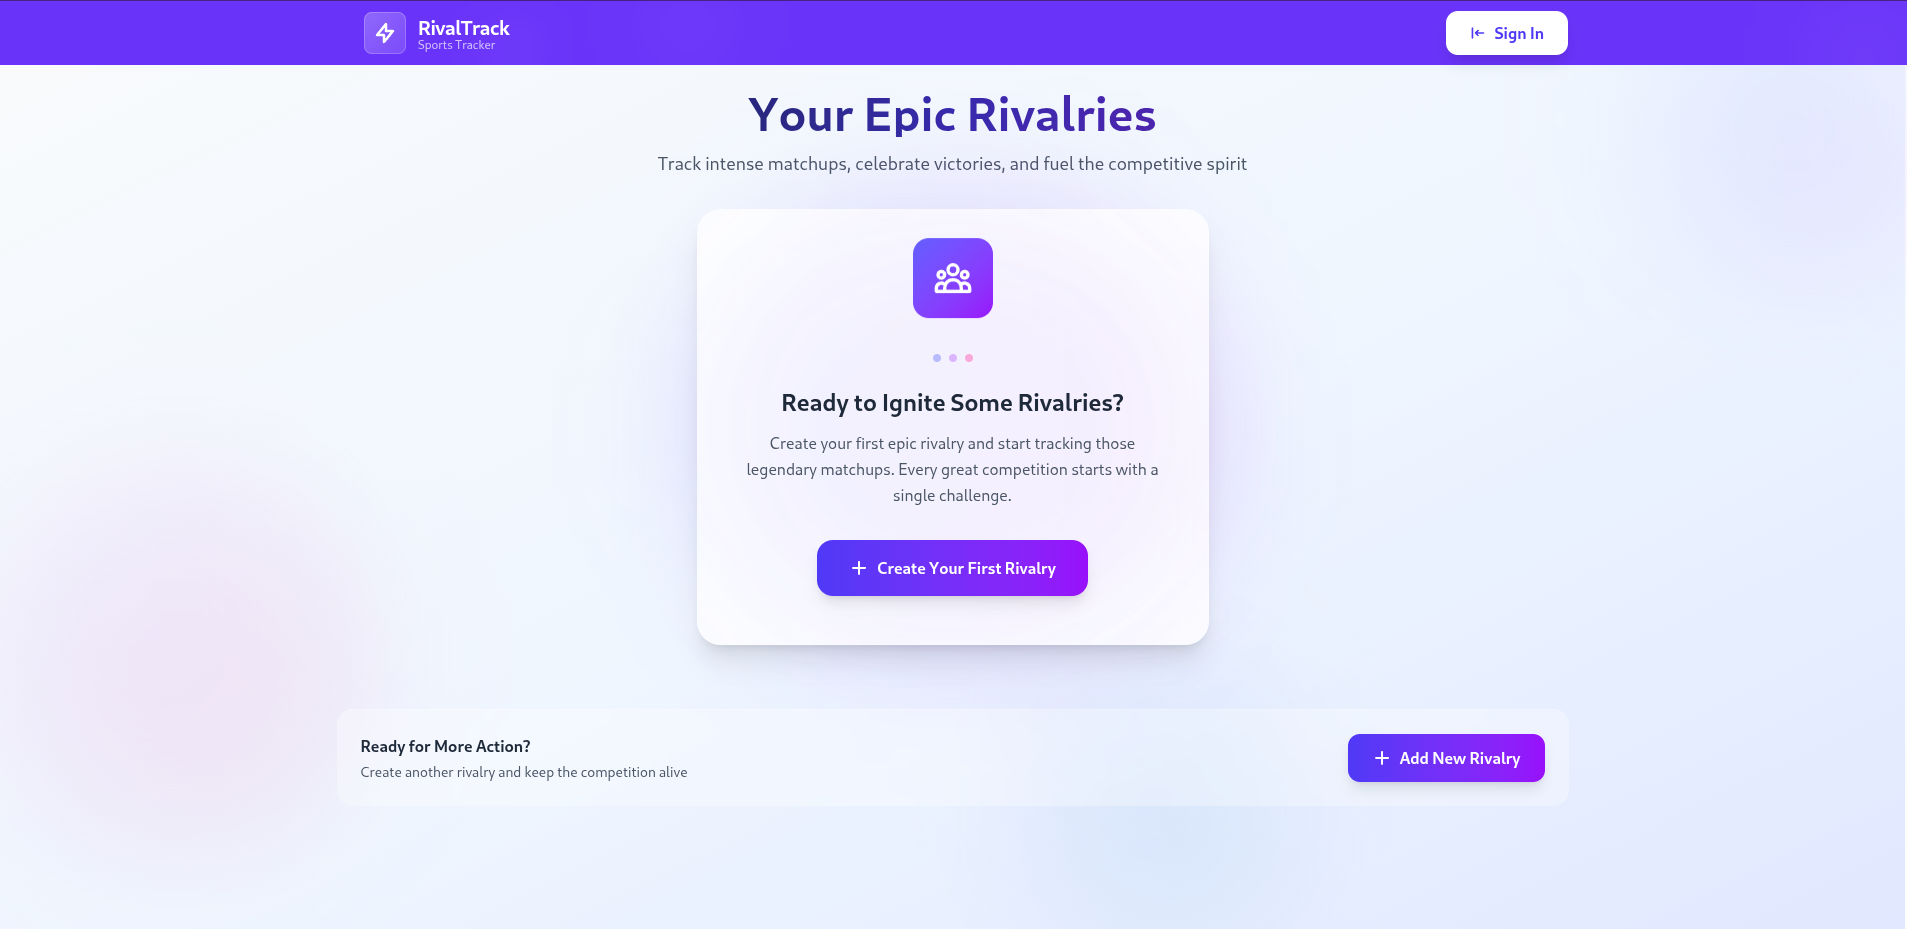 RivalTrack
Sports Tracker
Sign In
Your Epic Rivalries
Track intense matchups, celebrate victories, and fuel the competitive spirit
Ready to Ignite Some Rivalries?
Create your first epic rivalry and start tracking those
legendary matchups. Every great competition starts with a
single challenge.
Create Your First Rivalry
Ready for More Action?
Create another rivalry and keep the competition alive
Add New Rivalry